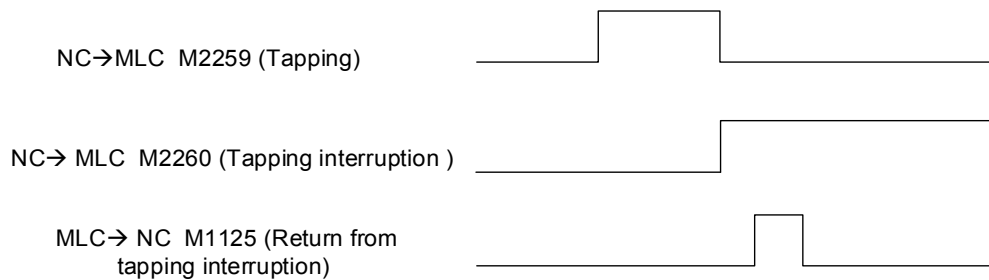 NC→MLC M2259 (Tapping)
NC→ MLC M2260 (Tapping interruption )
MLC→ NC M1125 (Return from
tapping interruption)